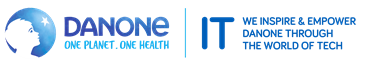 DANONE
ONE PLANET. ONE HEALTH
IT
WE INSPIRE & EMPOWER
DANONE THROUGH
THE WORLD OF TECH